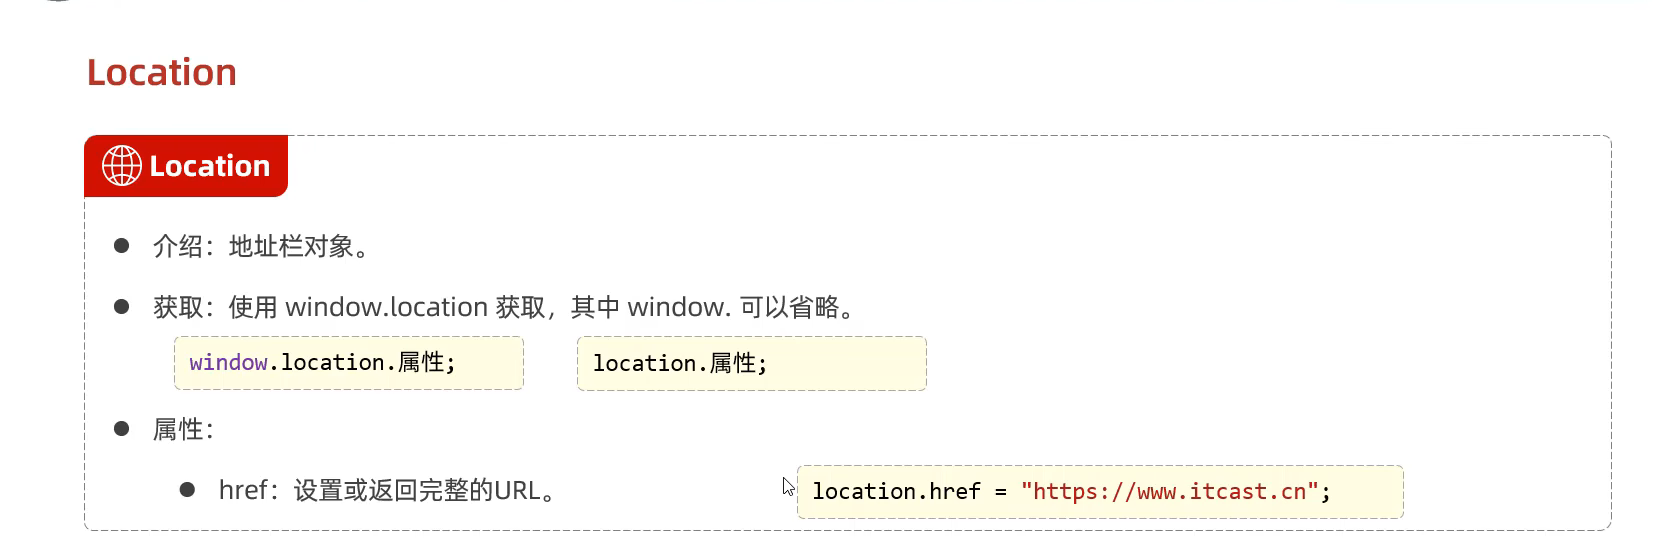 Location
Location
介绍：地址栏对象。
获取：使用 window.location 获取，其中 window. 可以省略。
window.location.属性;
location.属性;
属性：
href：设置或返回完整的URL。
location.href = "https://www.itcast.cn";